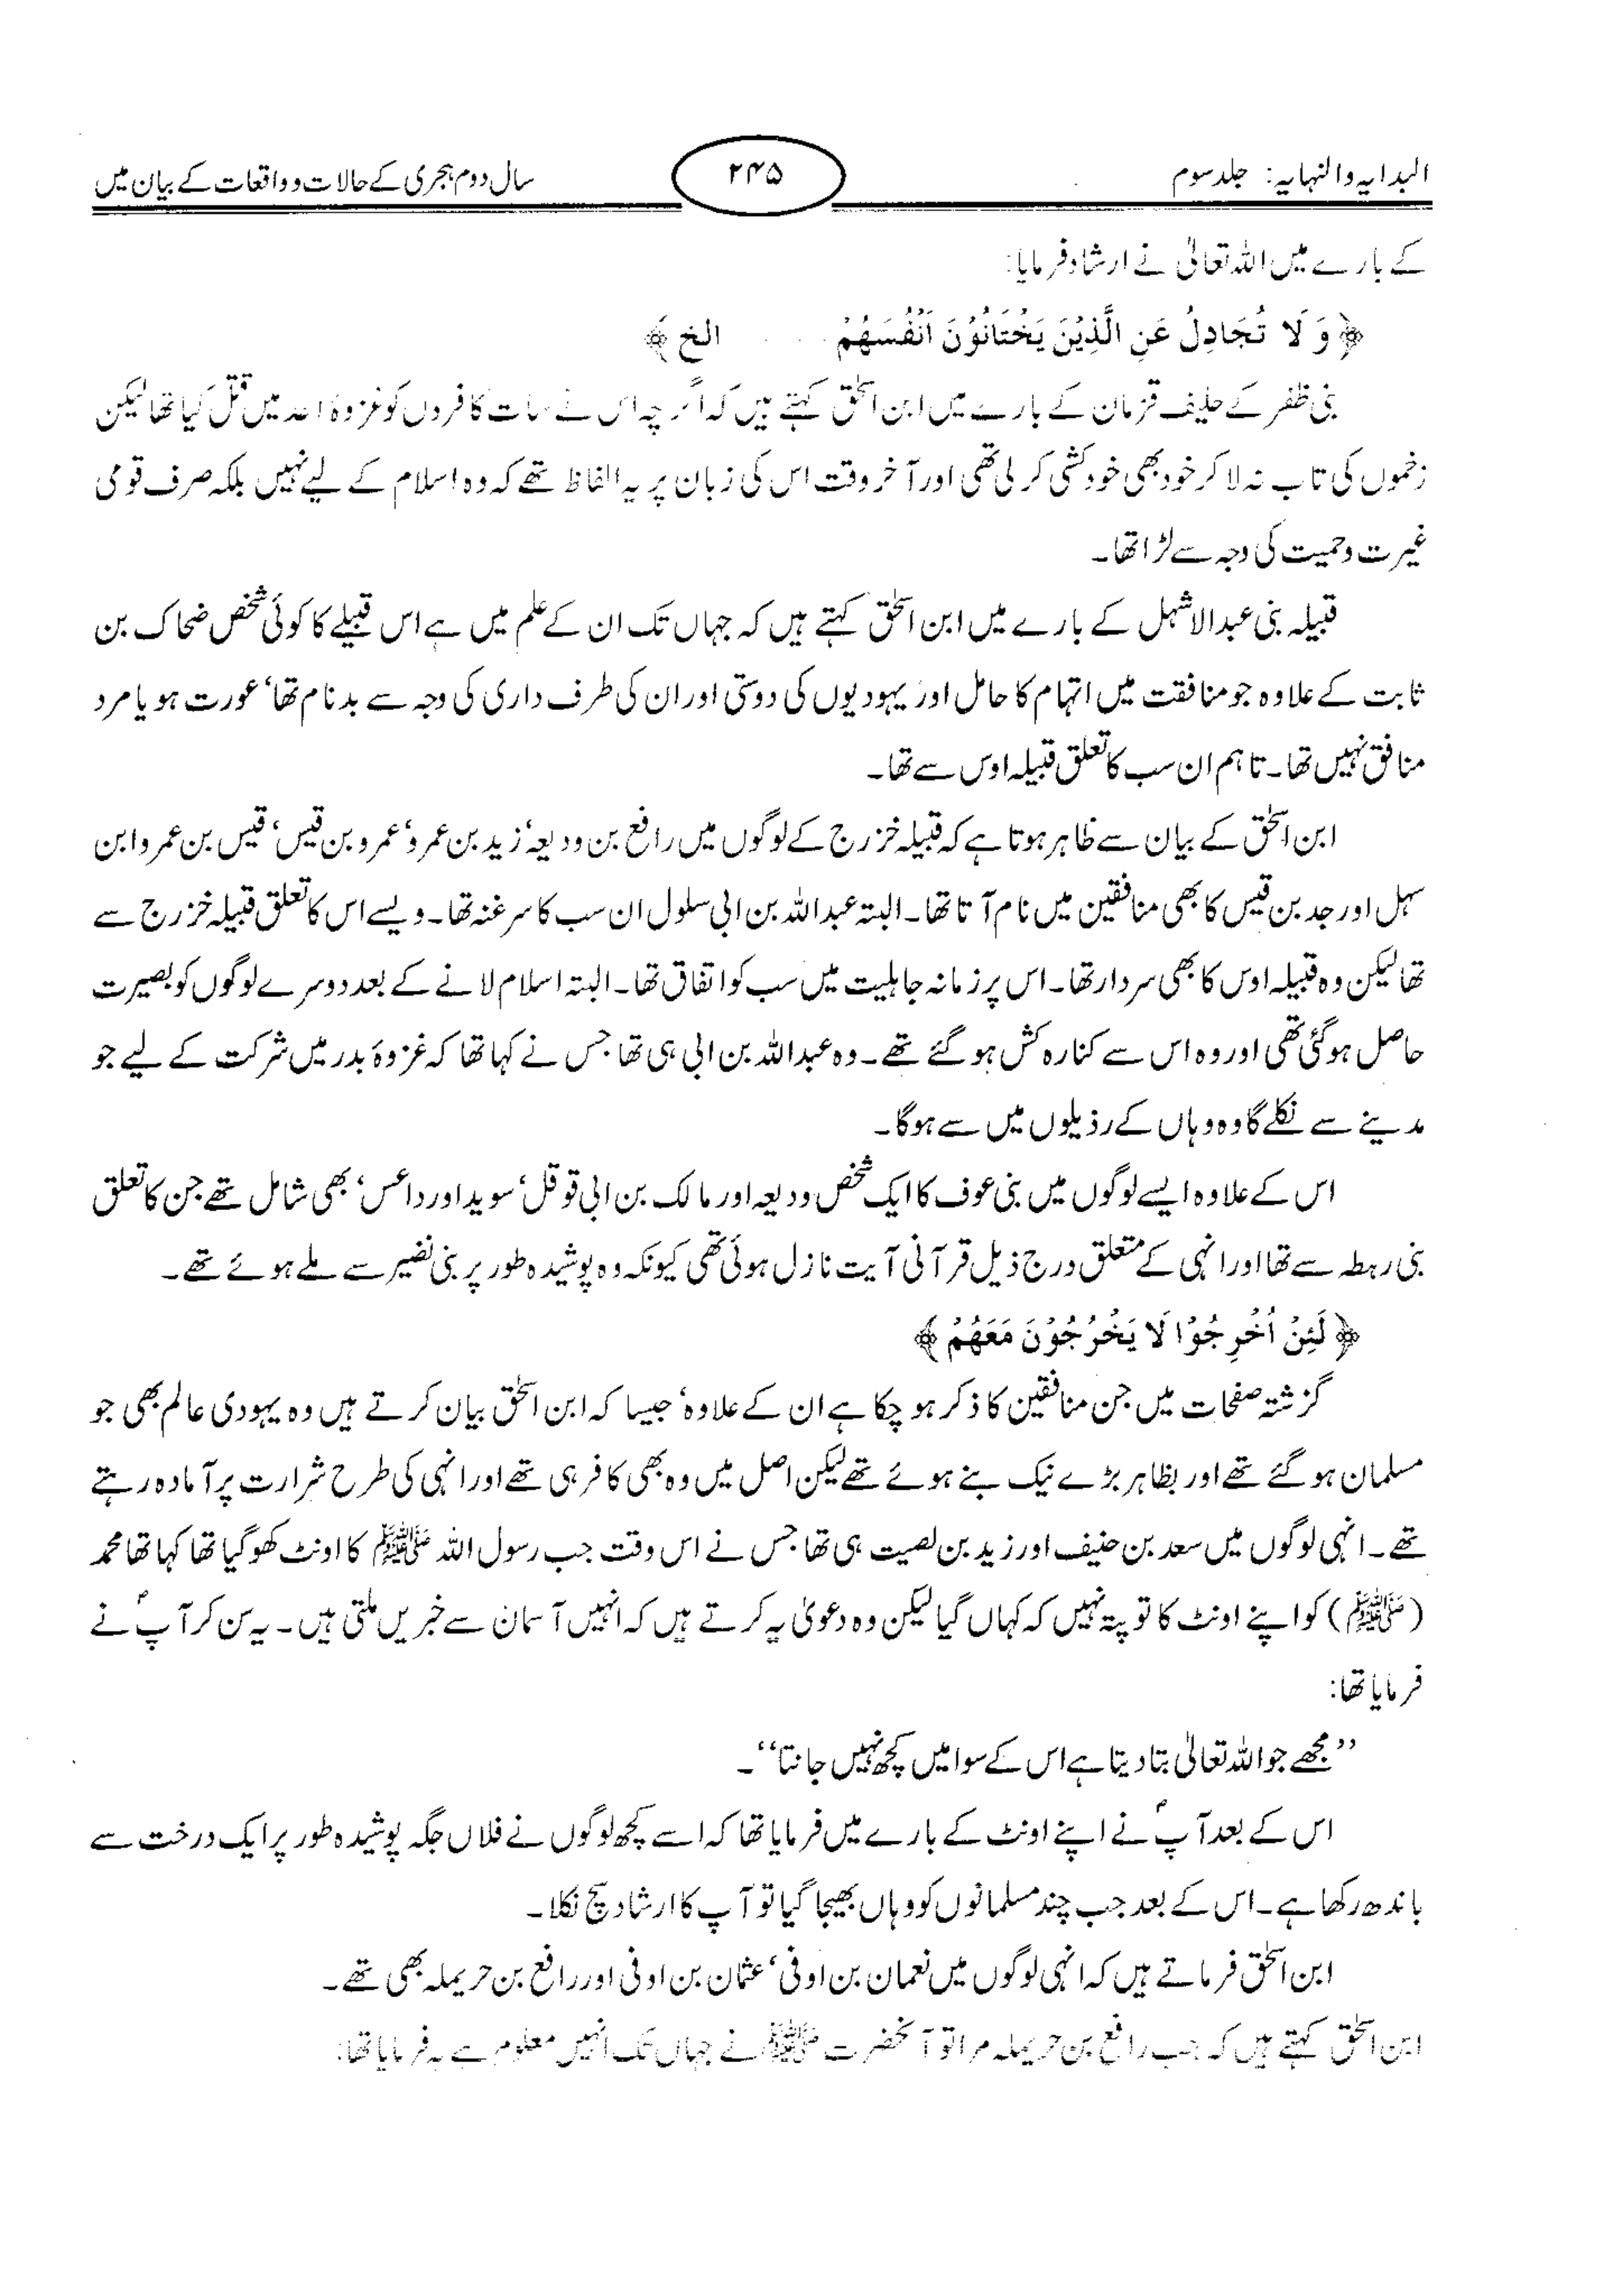 البدایہ والنہایہ: جلد سوم
۲۴۵
سال دوم ہجری کے حالات و واقعات کے بیان میں
کے بارے میں اللہ تعالیٰ نے ارشاد فرمایا:
﴿وَ لَا تُجَادِلُ عَنِ الَّذِیْنَ یَخْتَانُوْنَ اَنْفُسَهُمْ ..... الخ﴾
بنی ظفر کے حلیف قزمان کے بارے میں ابن اسحٰق کہتے ہیں کہ اگر چہ اس نے سات کافروں کو غزوۂ احد میں قتل کیا تھا لیکن
زخموں کی تاب نہ لا کر خود بھی خودکشی کر لی تھی اور آخر وقت اس کی زبان پر یہ الفاظ تھے کہ وہ اسلام کے لیے نہیں بلکہ صرف قومی
غیرت وحمیت کی وجہ سے لڑا تھا۔
قبیلہ بنی عبدالاشہل کے بارے میں ابن اسحٰق کہتے ہیں کہ جہاں تک ان کے علم میں ہے اس قبیلے کا کوئی شخص ضحاک بن
ثابت کے علاوہ جو منافقت میں اتہام کا حامل اور یہودیوں کی دوستی اور ان کی طرف داری کی وجہ سے بدنام تھا‘ عورت ہو یا مرد
منافق نہیں تھا۔ تاہم ان سب کا تعلق قبیلہ اوس سے تھا۔
ابن اسحٰق کے بیان سے ظاہر ہوتا ہے کہ قبیلہ خزرج کے لوگوں میں رافع بن ودیعہ‘ زید بن عمرو‘ عمرو بن قیس‘ قیس بن عمرو ابن
سہل اور جد بن قیس کا بھی منافقین میں نام آتا تھا۔ البتہ عبداللہ بن ابی سلول ان سب کا سرغنہ تھا۔ ویسے اس کا تعلق قبیلہ خزرج سے
تھا لیکن وہ قبیلہ اوس کا بھی سردار تھا۔ اس پر زمانہ جاہلیت میں سب کو اتفاق تھا۔ البتہ اسلام لانے کے بعد دوسرے لوگوں کو بصیرت
حاصل ہوگئی تھی اور وہ اس سے کنارہ کش ہو گئے تھے۔ وہ عبداللہ بن ابی ہی تھا جس نے کہا تھا کہ غزوۂ بدر میں شرکت کے لیے جو
مدینے سے نکلے گا وہ وہاں کے رذیلوں میں سے ہوگا۔
اس کے علاوہ ایسے لوگوں میں بنی عوف کا ایک شخص ودیعہ اور مالک بن ابی قوقل‘ سوید اور داعس‘ بھی شامل تھے جن کا تعلق
بنی رہطہ سے تھا اور انہی کے متعلق درج ذیل قرآنی آیت نازل ہوئی تھی کیونکہ وہ پوشیدہ طور پر بنی نضیر سے ملے ہوئے تھے۔
﴿لَئِنْ اُخْرِجُوْا لَا یَخْرُجُوْنَ مَعَهُمْ﴾
گزشتہ صفحات میں جن منافقین کا ذکر ہو چکا ہے ان کے علاوہ‘ جیسا کہ ابن اسحٰق بیان کرتے ہیں وہ یہودی عالم بھی جو
مسلمان ہو گئے تھے اور بظاہر بڑے نیک بنے ہوئے تھے لیکن اصل میں وہ بھی کافر ہی تھے اور انہی کی طرح شرارت پر آمادہ رہتے
تھے۔ انہی لوگوں میں سعد بن حنیف اور زید بن لصیت ہی تھا جس نے اس وقت جب رسول اللہ ﷺ کا اونٹ کھو گیا تھا کہا تھا محمد
(ﷺ) کو اپنے اونٹ کا تو پتہ نہیں کہ کہاں گیا لیکن وہ دعویٰ یہ کرتے ہیں کہ انہیں آسمان سے خبریں ملتی ہیں۔ یہ سن کر آپؐ نے
فرمایا تھا:
’’مجھے جو اللہ تعالیٰ بتا دیتا ہے اس کے سوا میں کچھ نہیں جانتا‘‘۔
اس کے بعد آپؐ نے اپنے اونٹ کے بارے میں فرمایا تھا کہ اسے کچھ لوگوں نے فلاں جگہ پوشیدہ طور پر ایک درخت سے
باندھ رکھا ہے۔ اس کے بعد جب چند مسلمانوں کو وہاں بھیجا گیا تو آپ کا ارشاد سچ نکلا۔
ابن اسحٰق فرماتے ہیں کہ انہی لوگوں میں نعمان بن اوفی‘ عثمان بن اوفی اور رافع بن حریملہ بھی تھے۔
ابن اسحٰق کہتے ہیں کہ جب رافع بن حریملہ مرا تو آنحضرت ﷺ نے جہاں تک انہیں معلوم ہے یہ فرمایا تھا: